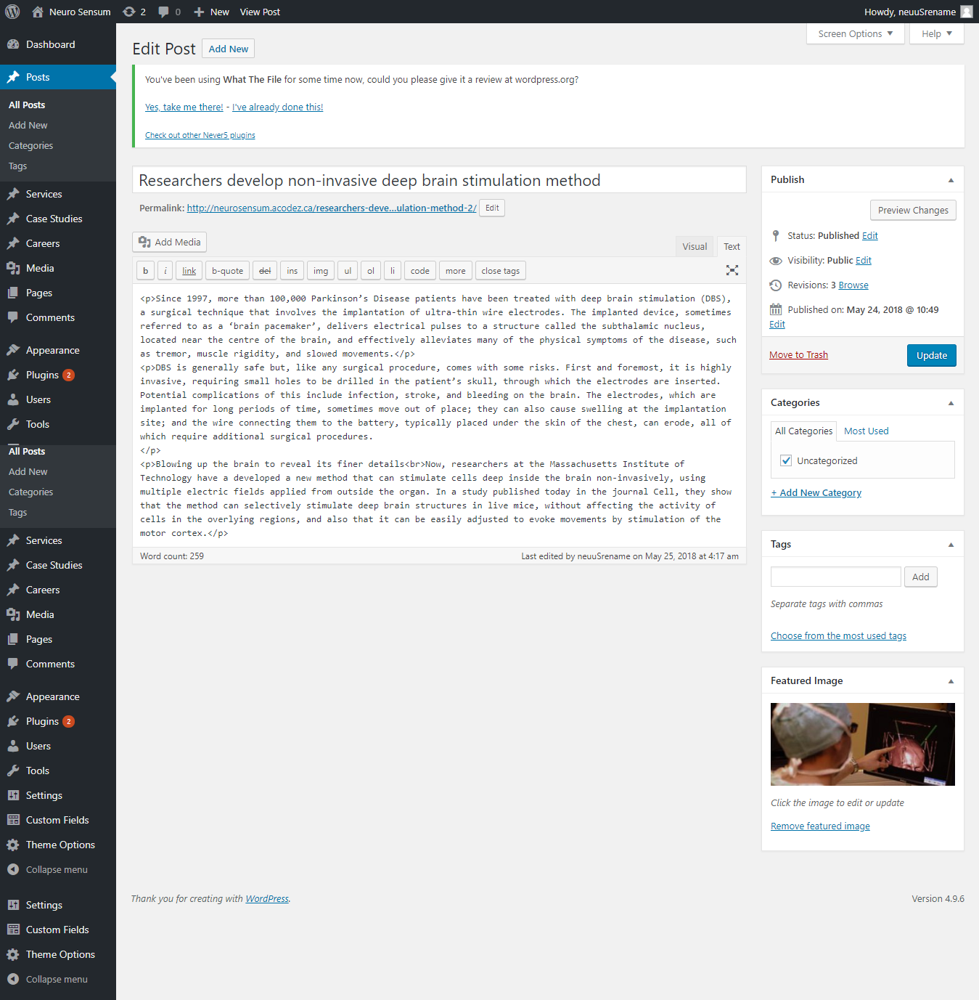 Neuro Sensum 2 0 New View Post Howdy, neuuSrename
Screen Options Help
Dashboard
Posts
All Posts
Add New
Categories
Tags
Services
Case Studies
Careers
Media
Pages
Comments
Appearance
Plugins 2
Users
Tools
All Posts
Add New
Categories
Tags
Services
Case Studies
Careers
Media
Pages
Comments
Appearance
Plugins 2
Users
Tools
Settings
Custom Fields
Theme Options
Collapse menu
Settings
Custom Fields
Theme Options
Collapse menu
Edit Post Add New
You've been using What The File for some time now, could you please give it a review at wordpress.org?
Yes, take me there! - I've already done this!
Check out other Never5 plugins
Researchers develop non-invasive deep brain stimulation method
Permalink: http://neurosensum.acodez.ca/researchers-deve…ulation-method-2/ Edit
Add Media
Visual Text
b i link b-quote del ins img ul ol li code more close tags
<p>Since 1997, more than 100,000 Parkinson’s Disease patients have been treated with deep brain stimulation (DBS),
a surgical technique that involves the implantation of ultra-thin wire electrodes. The implanted device, sometimes
referred to as a ‘brain pacemaker’, delivers electrical pulses to a structure called the subthalamic nucleus,
located near the centre of the brain, and effectively alleviates many of the physical symptoms of the disease, such
as tremor, muscle rigidity, and slowed movements.</p>
<p>DBS is generally safe but, like any surgical procedure, comes with some risks. First and foremost, it is highly
invasive, requiring small holes to be drilled in the patient’s skull, through which the electrodes are inserted.
Potential complications of this include infection, stroke, and bleeding on the brain. The electrodes, which are
implanted for long periods of time, sometimes move out of place; they can also cause swelling at the implantation
site; and the wire connecting them to the battery, typically placed under the skin of the chest, can erode, all of
which require additional surgical procedures.
</p>
<p>Blowing up the brain to reveal its finer details<br>Now, researchers at the Massachusetts Institute of
Technology have a developed a new method that can stimulate cells deep inside the brain non-invasively, using
multiple electric fields applied from outside the organ. In a study published today in the journal Cell, they show
that the method can selectively stimulate deep brain structures in live mice, without affecting the activity of
cells in the overlying regions, and also that it can be easily adjusted to evoke movements by stimulation of the
motor cortex.</p>
Word count: 259 Last edited by neuuSrename on May 25, 2018 at 4:17 am
Publish
Preview Changes
Status: Published Edit
Visibility: Public Edit
Revisions: 3 Browse
Published on: May 24, 2018 @ 10:49
Edit
Move to Trash Update
Categories
All Categories Most Used
Uncategorized
+ Add New Category
Tags
Add
Separate tags with commas
Choose from the most used tags
Featured Image
Click the image to edit or update
Remove featured image
Thank you for creating with WordPress. Version 4.9.6